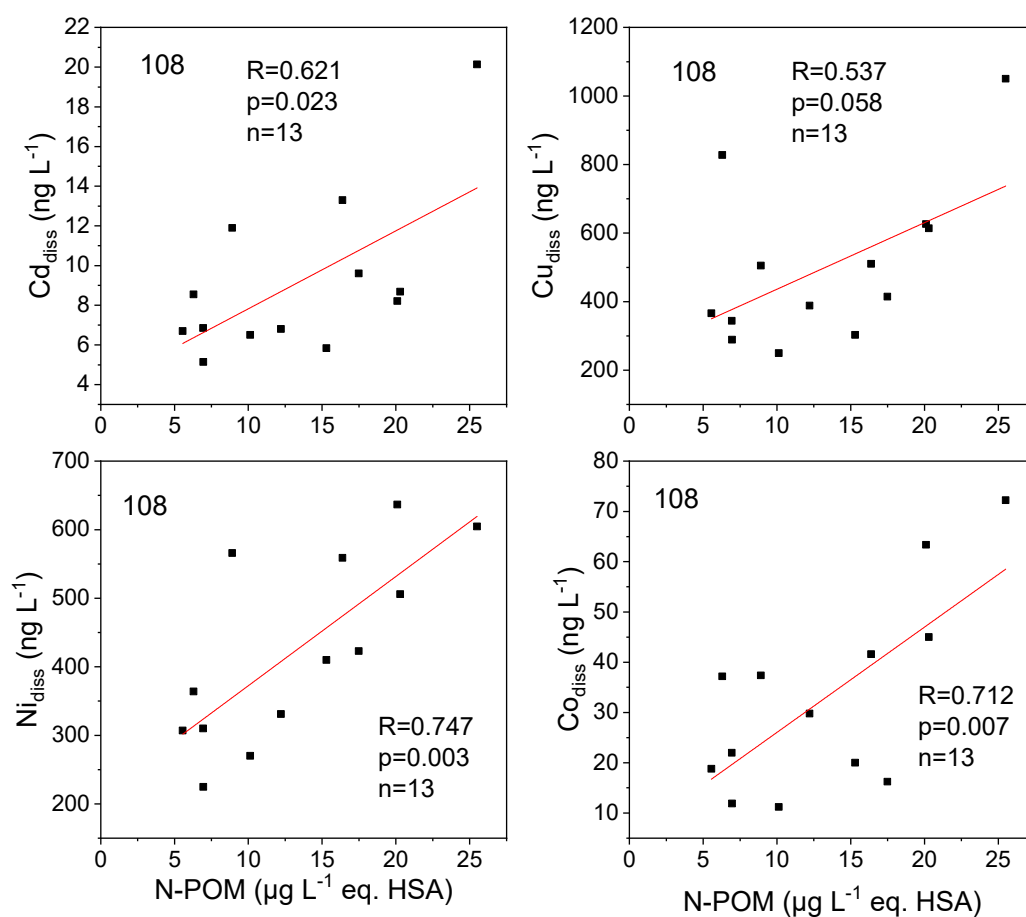 108
R=0.621
p=0.023
n=13
Cd_diss (ng L⁻¹)
22
20
18
16
14
12
10
8
6
4
0 5 10 15 20 25
108
R=0.537
p=0.058
n=13
Cu_diss (ng L⁻¹)
1200
1000
800
600
400
200
0 5 10 15 20 25
108
R=0.747
p=0.003
n=13
Ni_diss (ng L⁻¹)
700
600
500
400
300
200
0 5 10 15 20 25
N-POM (µg L⁻¹ eq. HSA)
108
R=0.712
p=0.007
n=13
Co_diss (ng L⁻¹)
80
70
60
50
40
30
20
10
0 5 10 15 20 25
N-POM (µg L⁻¹ eq. HSA)